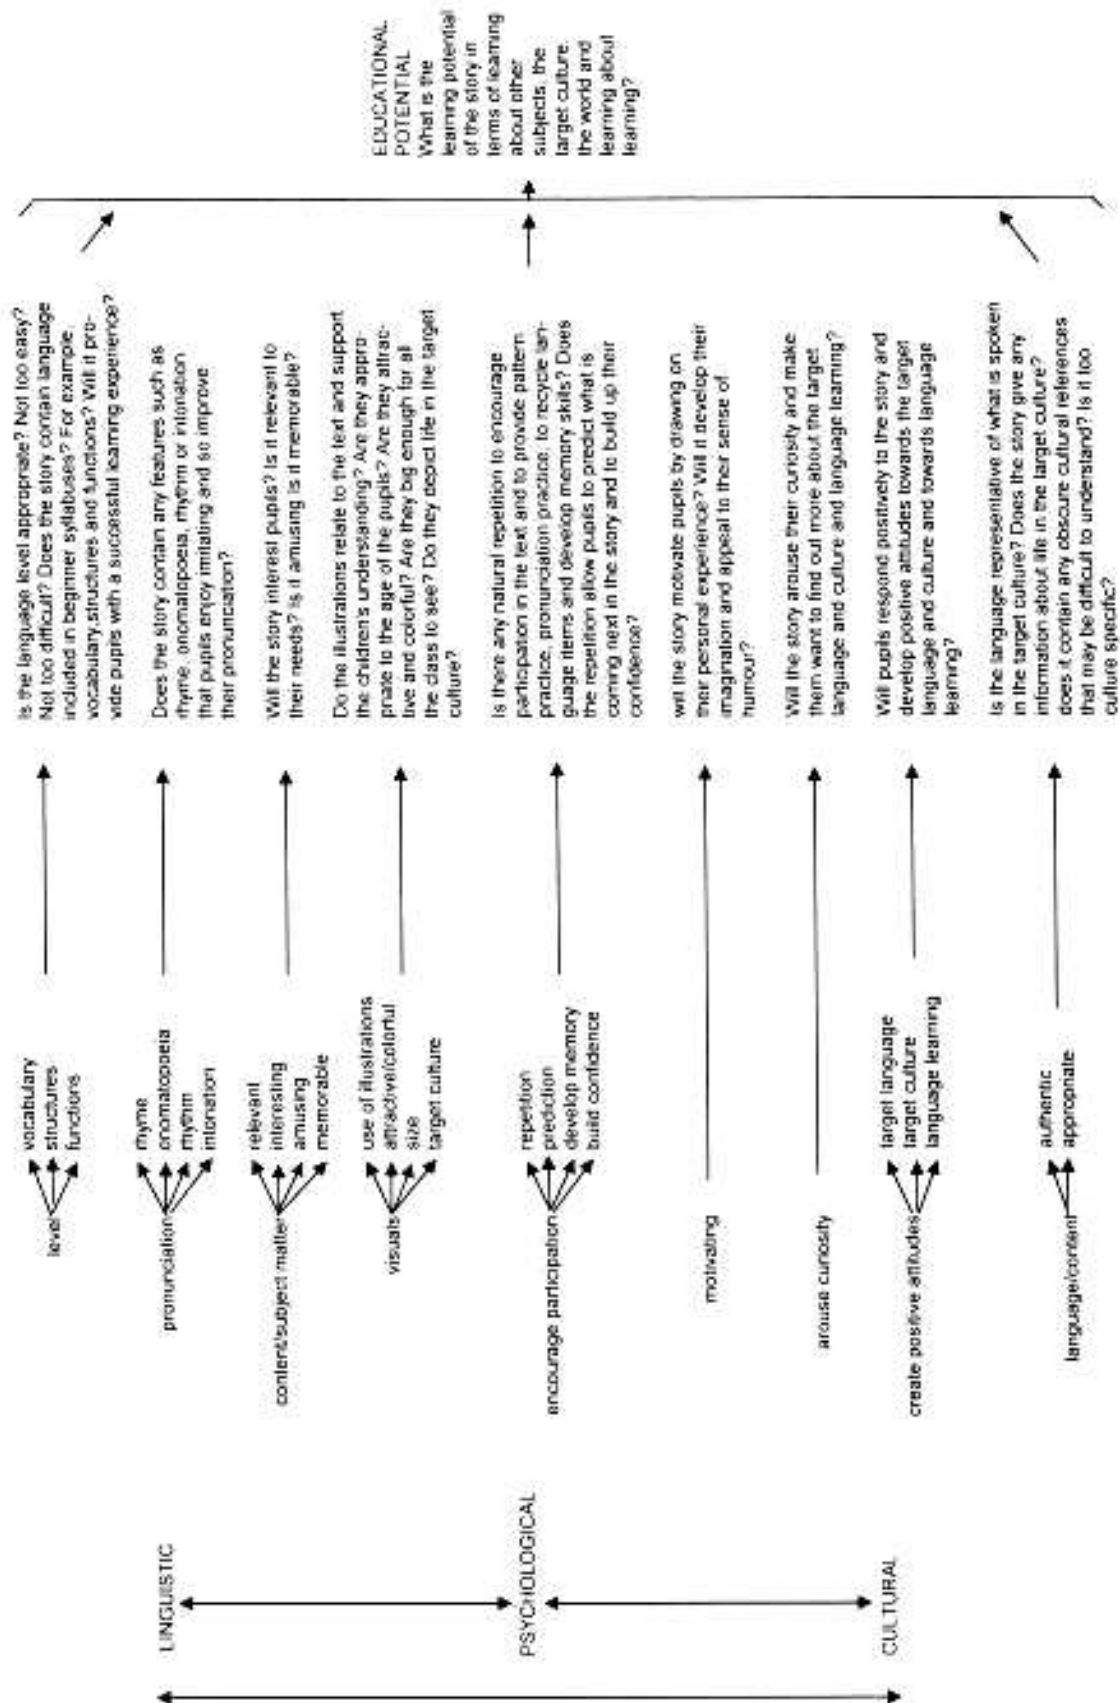 LINGUISTIC
PSYCHOLOGICAL
CULTURAL
level
vocabulary
structures
functions
Is the language level appropriate? Not too easy?
Not too difficult? Does the story contain language
included in beginner syllabuses? For example,
vocabulary,structures and functions? Will it pro-
vide pupils with a successful learning experience?
pronunciation
rhyme
onomatopoeia
rhythm
intonation
Does the story contain any features such as
rhyme, onomatopoeia, rhythm or intonation
that pupils enjoy imitating and so improve
their pronunciation?
content/subject matter
relevant
interesting
amusing
memorable
Will the story interest pupils? Is it relevant to
their needs? Is it amusing is it memorable?
visuals
use of illustrations
attractive/colorful
size
target culture
Do the illustrations relate to the text and support
the children's understanding? Are they appro-
priate to the age of the pupils? Are they attrac-
tive and colorful? Are they big enough for all
the class to see? Do they depict life in the target
culture?
encourage participation
repetition
prediction
develop memory
build confidence
Is there any natural repetition to encourage
participation in the text and to provide pattern
practice, pronunciation practice, to recycle lan-
guage items and develop memory skills? Does
the repetition allow pupils to predict what is
coming next in the story and to build up their
confidence?
motivating
will the story motivate pupils by drawing on
their personal experience? Will it develop their
imagination and appeal to their sense of
humour?
arouse curiosity
Will the story arouse their curiosity and make
them want to find out more about the target
language and culture and language learning?
create positive attitudes
target language
target culture
language learning
Will pupils respond positively to the story and
develop positive attitudes towards the target
language and culture and towards language
learning?
language/content
authentic
appropriate
Is the language representative of what is spoken
in the target culture? Does the story give any
information about life in the target culture?
does it contain any obscure cultural references
that may be difficult to understand? Is it too
culture specific?
EDUCATIONAL
POTENTIAL
What is the
learning potential
of the story in
terms of learning
about other
subjects, the
target culture,
the world and
learning about
learning?